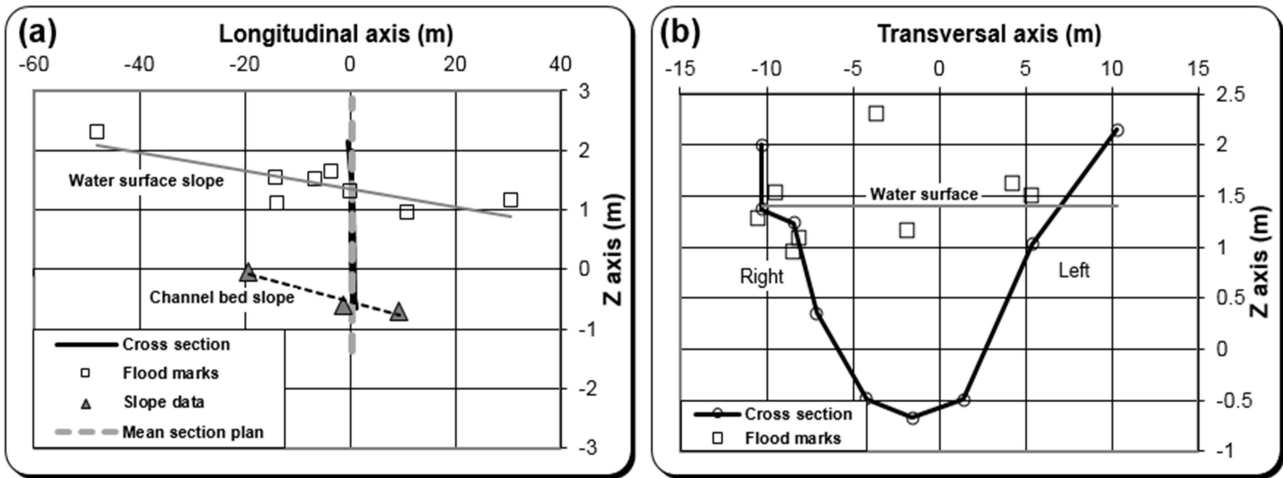 (a)
Longitudinal axis (m)
-60 -40 -20 0 20 40
3
2
1
0
-1
-2
-3
Z axis (m)
Water surface slope
Channel bed slope
Cross section
Flood marks
Slope data
Mean section plan
(b)
Transversal axis (m)
-15 -10 -5 0 5 10 15
2.5
2
1.5
1
0.5
0
-0.5
-1
Z axis (m)
Water surface
Right
Left
Cross section
Flood marks